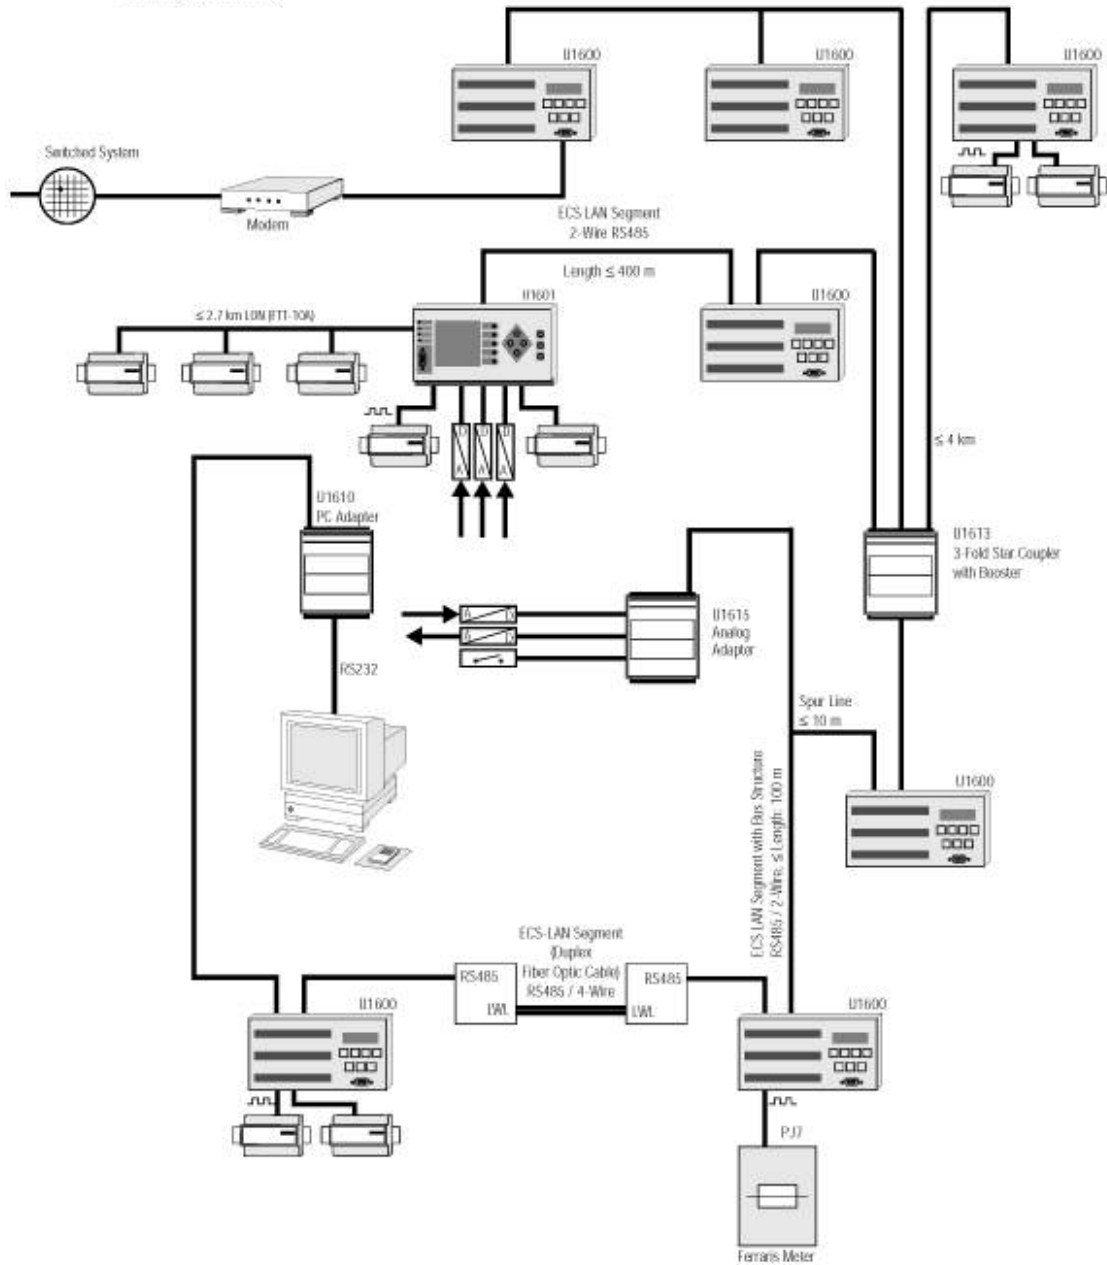 U1600
U1600
U1600
Switched System
Modem
ECS LAN Segment
2-Wire RS485
Length ≤ 400 m
U1601
U1600
≤ 2.7 km LON (FTT-10A)
D
D
D
A
A
A
≤ 4 km
U1610
PC Adapter
U1613
3-Fold Star Coupler
with Booster
A
D
A
D
U1615
Analog
Adapter
RS232
Spur Line
≤ 10 m
U1600
ECS LAN Segment with Bus Structure
RS485 / 2-Wire, ≤ Length: 100 m
ECS-LAN Segment
(Duplex
Fiber Optic Cable)
RS485 / 4-Wire
RS485
LWL
RS485
LWL
U1600
U1600
PJ7
Ferraris Meter